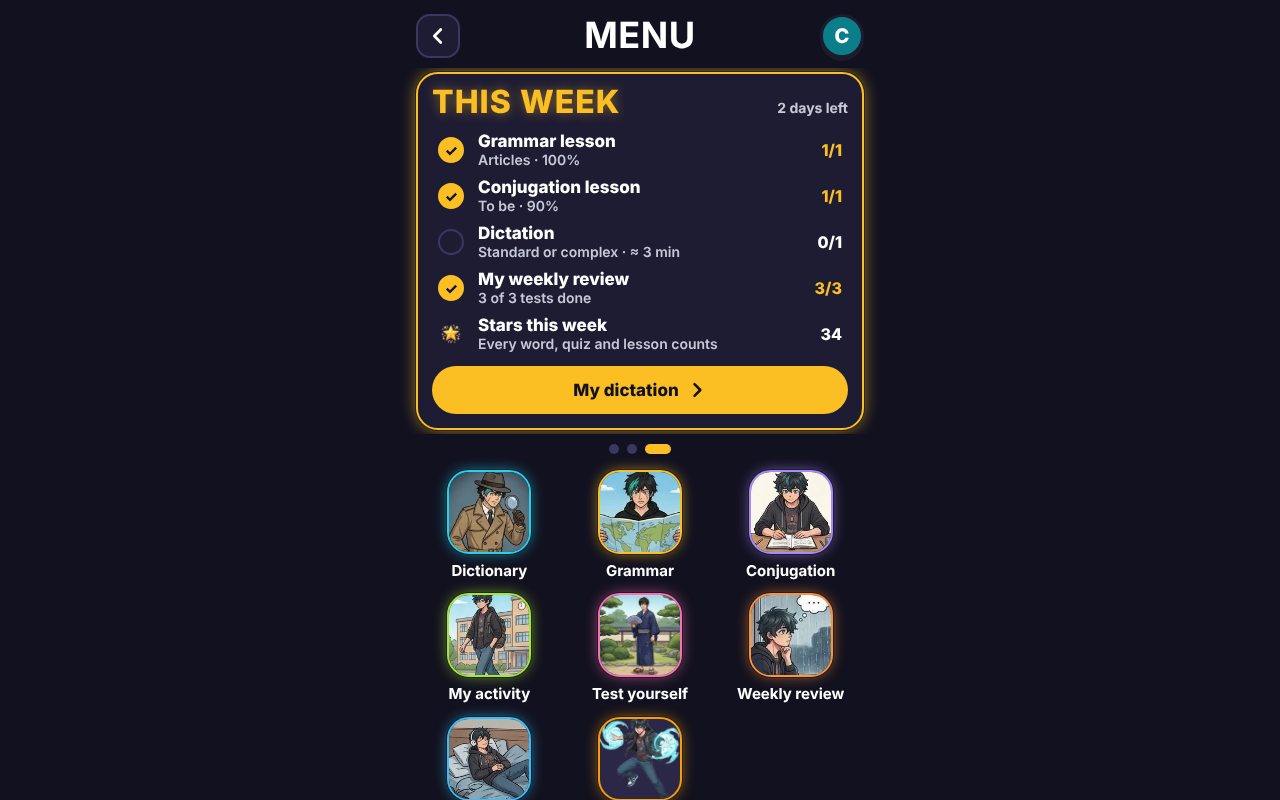 MENU
C
THIS WEEK
2 days left
Grammar lesson
Articles · 100%
1/1
Conjugation lesson
To be · 90%
1/1
Dictation
Standard or complex · ≈ 3 min
0/1
My weekly review
3 of 3 tests done
3/3
Stars this week
Every word, quiz and lesson counts
34
My dictation
Dictionary
Grammar
Conjugation
My activity
Test yourself
Weekly review